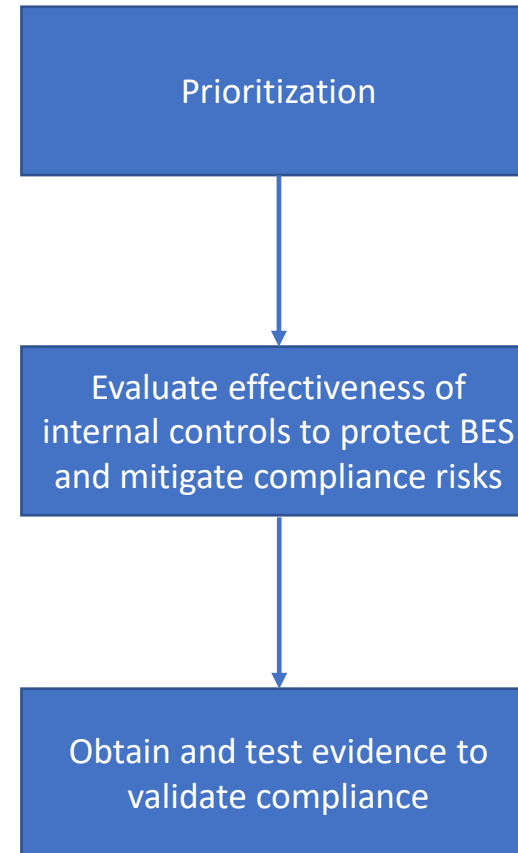 Prioritization
Evaluate effectiveness of
internal controls to protect BES
and mitigate compliance risks
Obtain and test evidence to
validate compliance